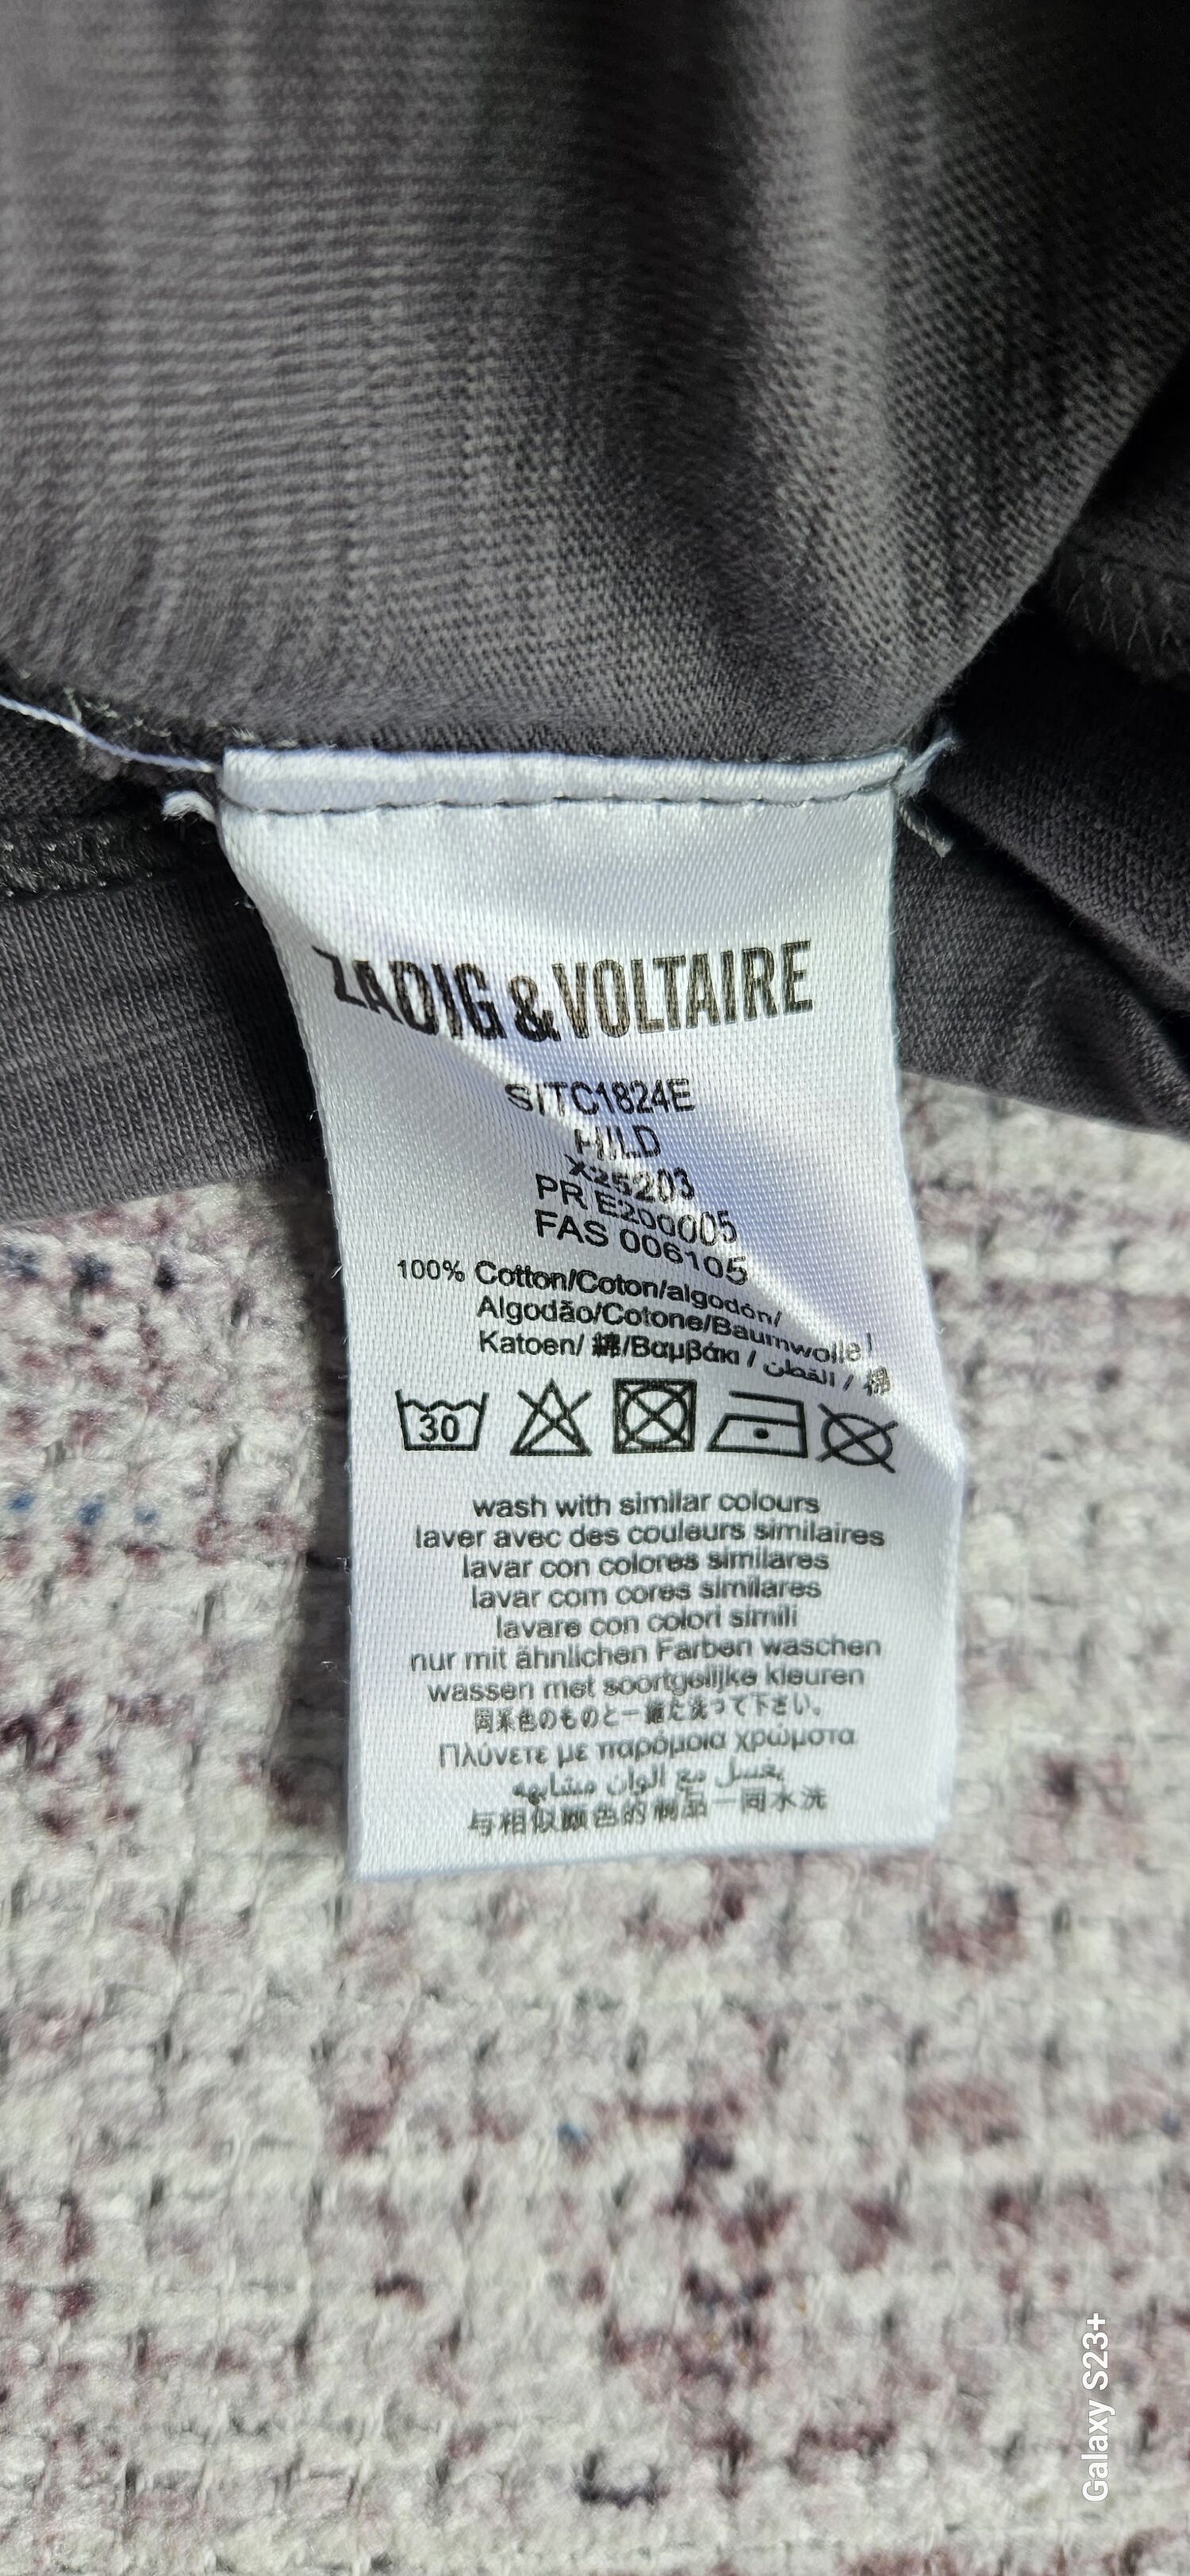 ZADIG & VOLTAIRE
SITC1824E
HILD
X25203
PR E200005
FAS 006105
100% Cotton/Coton/algodón/
Algodão/Cotone/Baumwolle/
Katoen/ 綿/Βαμβάκι / القطن / 棉
30
wash with similar colours
laver avec des couleurs similaires
lavar con colores similares
lavar com cores similares
lavare con colori simili
nur mit ähnlichen Farben waschen
wassen met soortgelijke kleuren
同系色のものと一緒た洗って下さい。
Πλύνετε με παρόμοια χρώματα
يغسل مع الوان مشابهه
与相似颜色的制品一同水洗
Galaxy S23+